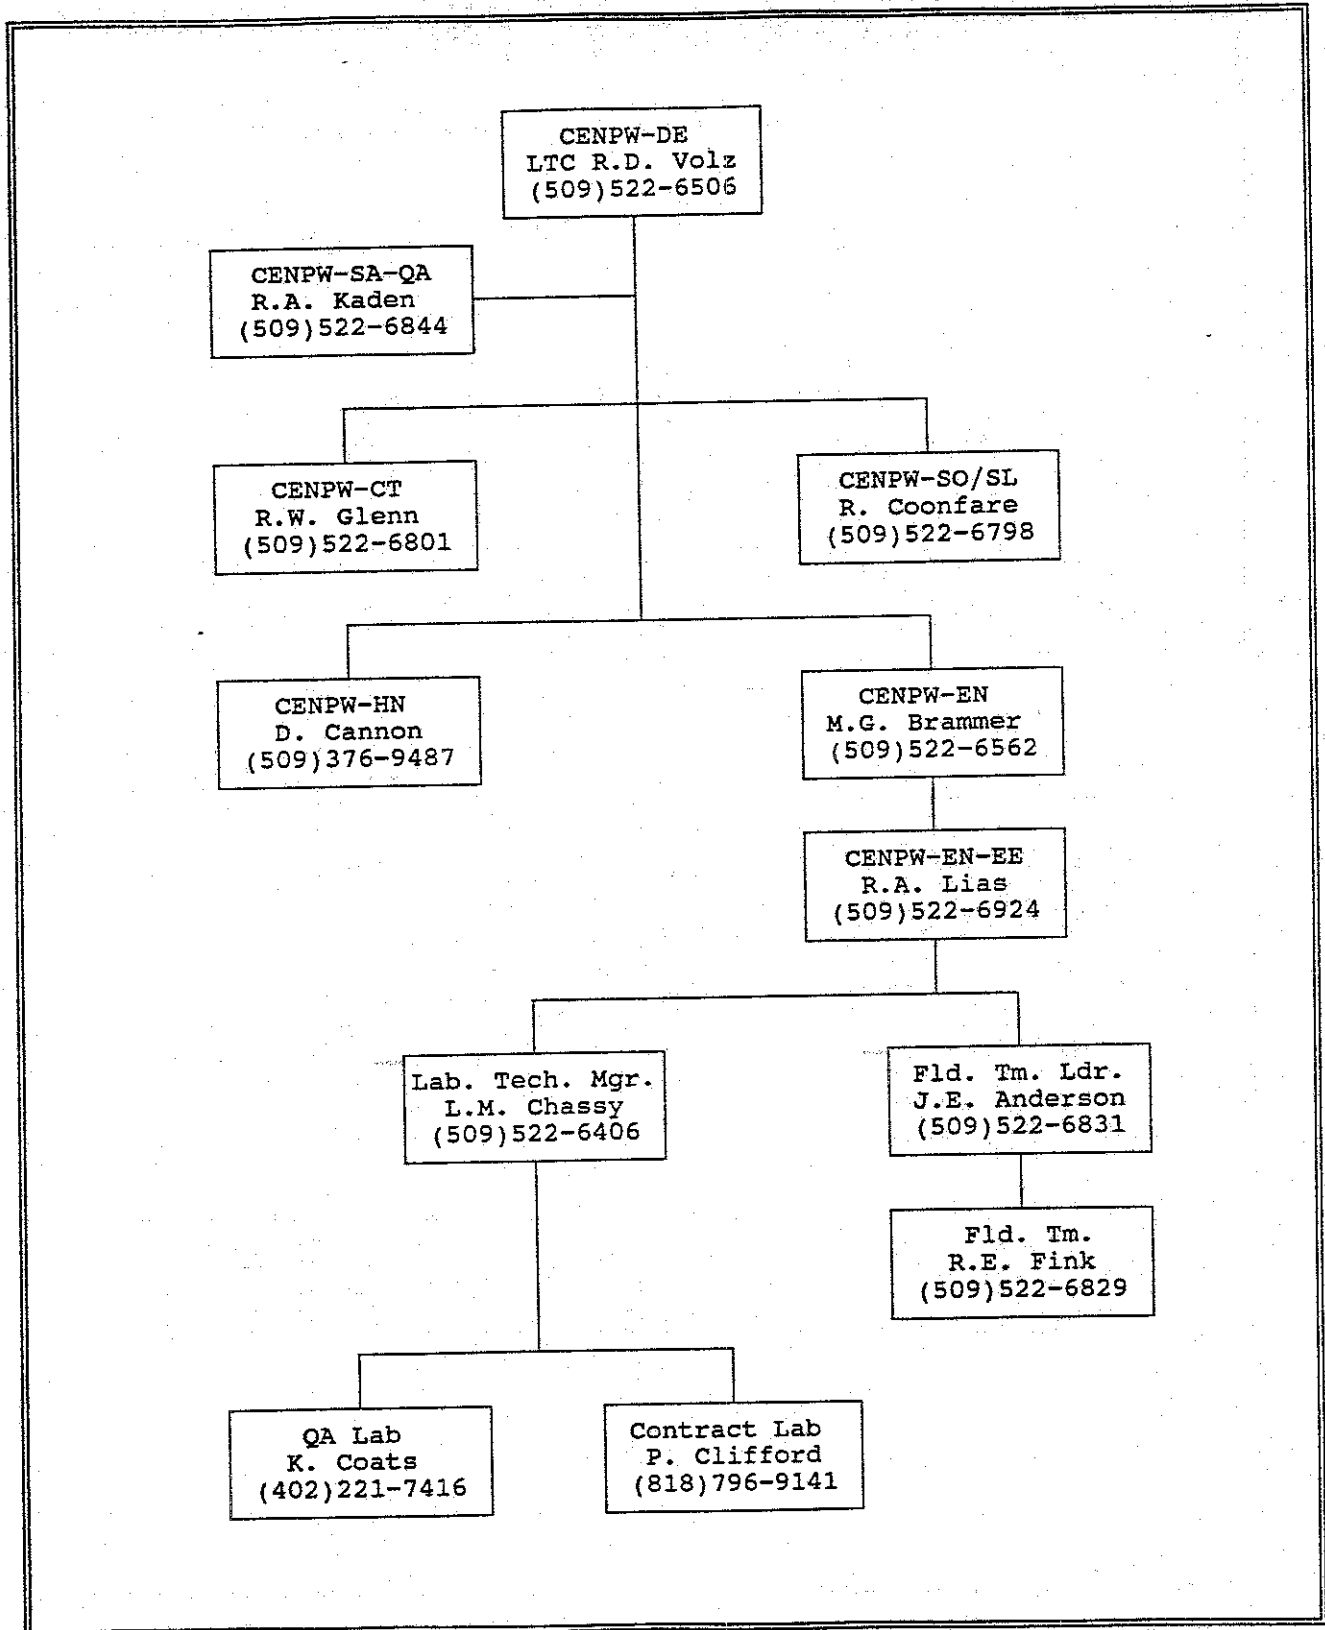 CENPW-DE
LTC R.D. Volz
(509)522-6506
CENPW-SA-QA
R.A. Kaden
(509)522-6844
CENPW-CT
R.W. Glenn
(509)522-6801
CENPW-SO/SL
R. Coonfare
(509)522-6798
CENPW-HN
D. Cannon
(509)376-9487
CENPW-EN
M.G. Brammer
(509)522-6562
CENPW-EN-EE
R.A. Lias
(509)522-6924
Lab. Tech. Mgr.
L.M. Chassy
(509)522-6406
Fld. Tm. Ldr.
J.E. Anderson
(509)522-6831
Fld. Tm.
R.E. Fink
(509)522-6829
QA Lab
K. Coats
(402)221-7416
Contract Lab
P. Clifford
(818)796-9141